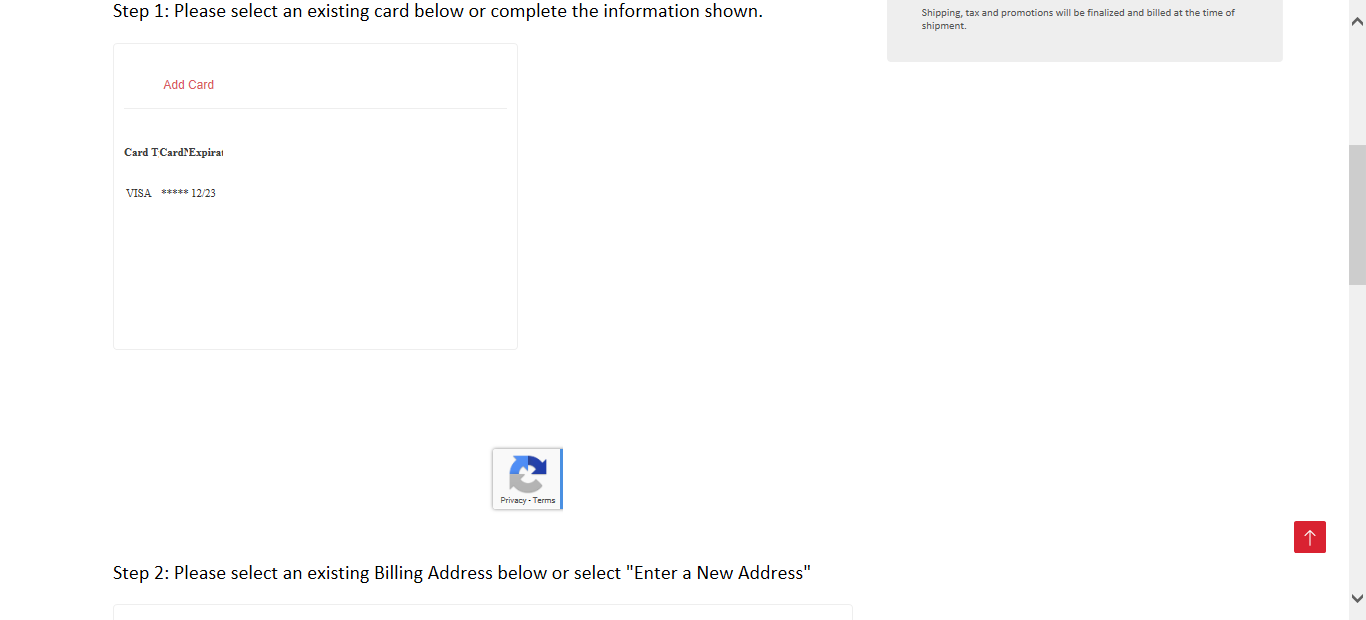 Step 1: Please select an existing card below or complete the information shown.
Shipping, tax and promotions will be finalized and billed at the time of
shipment.
Add Card
Card T Card Expirat
VISA ***** 12/23
Privacy - Terms
Step 2: Please select an existing Billing Address below or select "Enter a New Address"